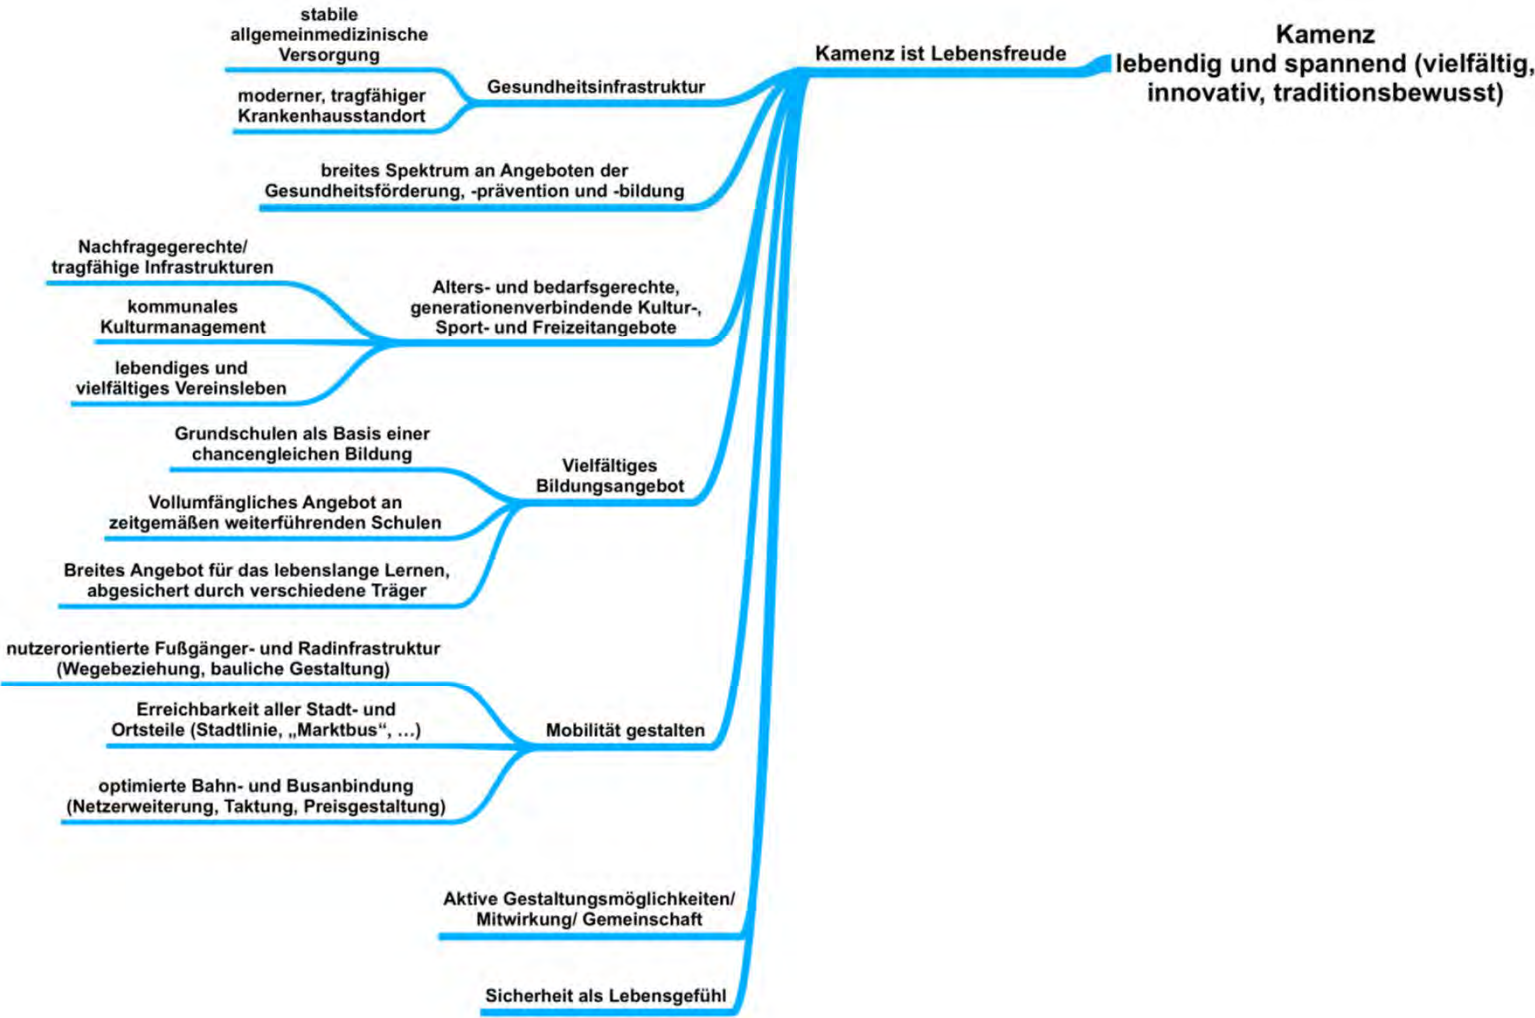 Kamenz
lebendig und spannend (vielfältig,
innovativ, traditionsbewusst)
Kamenz ist Lebensfreude
Gesundheitsinfrastruktur
stabile
allgemeinmedizinische
Versorgung
moderner, tragfähiger
Krankenhausstandort
breites Spektrum an Angeboten der
Gesundheitsförderung, -prävention und -bildung
Alters- und bedarfsgerechte,
generationenverbindende Kultur-,
Sport- und Freizeitangebote
Nachfragegerechte/
tragfähige Infrastrukturen
kommunales
Kulturmanagement
lebendiges und
vielfältiges Vereinsleben
Vielfältiges
Bildungsangebot
Grundschulen als Basis einer
chancengleichen Bildung
Vollumfängliches Angebot an
zeitgemäßen weiterführenden Schulen
Breites Angebot für das lebenslange Lernen,
abgesichert durch verschiedene Träger
Mobilität gestalten
nutzerorientierte Fußgänger- und Radinfrastruktur
(Wegebeziehung, bauliche Gestaltung)
Erreichbarkeit aller Stadt- und
Ortsteile (Stadtlinie, „Marktbus“, ...)
optimierte Bahn- und Busanbindung
(Netzerweiterung, Taktung, Preisgestaltung)
Aktive Gestaltungsmöglichkeiten/
Mitwirkung/ Gemeinschaft
Sicherheit als Lebensgefühl